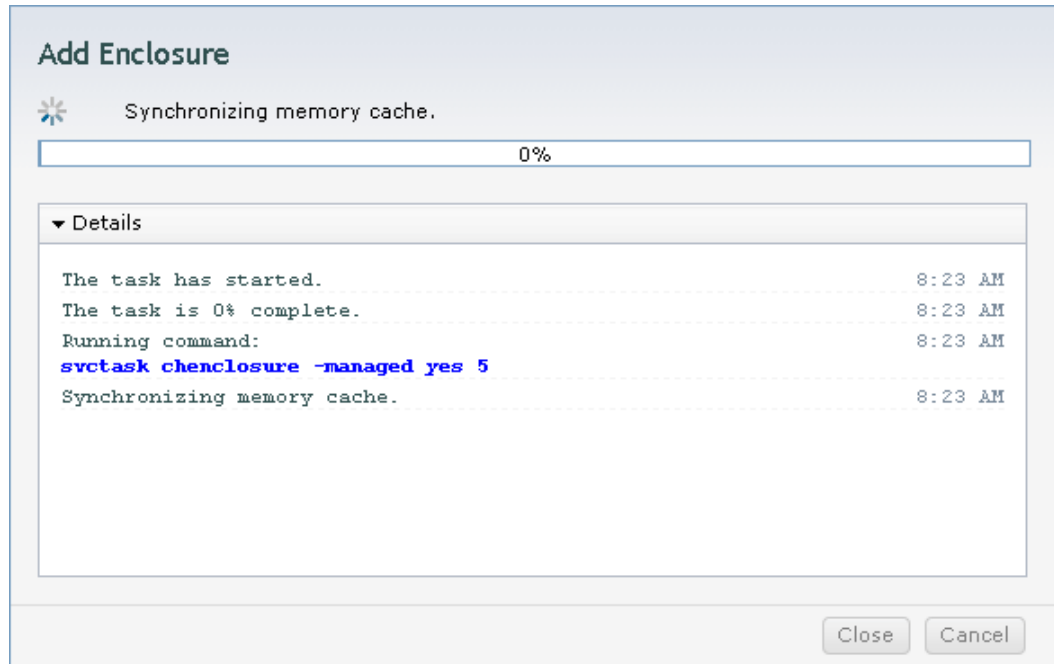 Add Enclosure
Synchronizing memory cache.
0%
Details
The task has started. 8:23 AM
The task is 0% complete. 8:23 AM
Running command: 8:23 AM
svctask chenclosure -managed yes 5
Synchronizing memory cache. 8:23 AM
Close Cancel